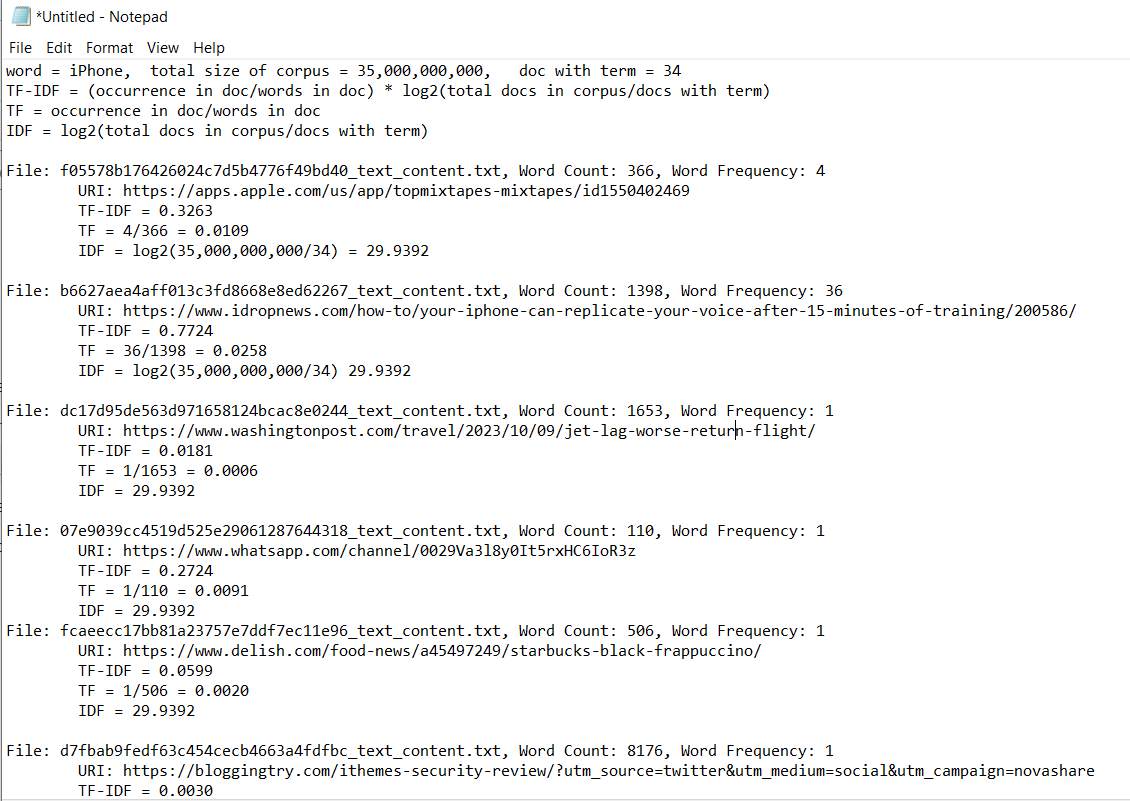 *Untitled - Notepad
File Edit Format View Help
word = iPhone,  total size of corpus = 35,000,000,000,   doc with term = 34
TF-IDF = (occurrence in doc/words in doc) * log2(total docs in corpus/docs with term)
TF = occurrence in doc/words in doc
IDF = log2(total docs in corpus/docs with term)
File: f05578b176426024c7d5b4776f49bd40_text_content.txt, Word Count: 366, Word Frequency: 4
URI: https://apps.apple.com/us/app/topmixtapes-mixtapes/id1550402469
TF-IDF = 0.3263
TF = 4/366 = 0.0109
IDF = log2(35,000,000,000/34) = 29.9392
File: b6627aea4aff013c3fd8668e8ed62267_text_content.txt, Word Count: 1398, Word Frequency: 36
URI: https://www.idropnews.com/how-to/your-iphone-can-replicate-your-voice-after-15-minutes-of-training/200586/
TF-IDF = 0.7724
TF = 36/1398 = 0.0258
IDF = log2(35,000,000,000/34) 29.9392
File: dc17d95de563d971658124bcac8e0244_text_content.txt, Word Count: 1653, Word Frequency: 1
URI: https://www.washingtonpost.com/travel/2023/10/09/jet-lag-worse-return-flight/
TF-IDF = 0.0181
TF = 1/1653 = 0.0006
IDF = 29.9392
File: 07e9039cc4519d525e29061287644318_text_content.txt, Word Count: 110, Word Frequency: 1
URI: https://www.whatsapp.com/channel/0029Va3l8y0It5rxHC6IoR3z
TF-IDF = 0.2724
TF = 1/110 = 0.0091
IDF = 29.9392
File: fcaeecc17bb81a23757e7ddf7ec11e96_text_content.txt, Word Count: 506, Word Frequency: 1
URI: https://www.delish.com/food-news/a45497249/starbucks-black-frappuccino/
TF-IDF = 0.0599
TF = 1/506 = 0.0020
IDF = 29.9392
File: d7fbab9fedf63c454cecb4663a4fdfbc_text_content.txt, Word Count: 8176, Word Frequency: 1
URI: https://bloggingtry.com/ithemes-security-review/?utm_source=twitter&utm_medium=social&utm_campaign=novashare
TF-IDF = 0.0030